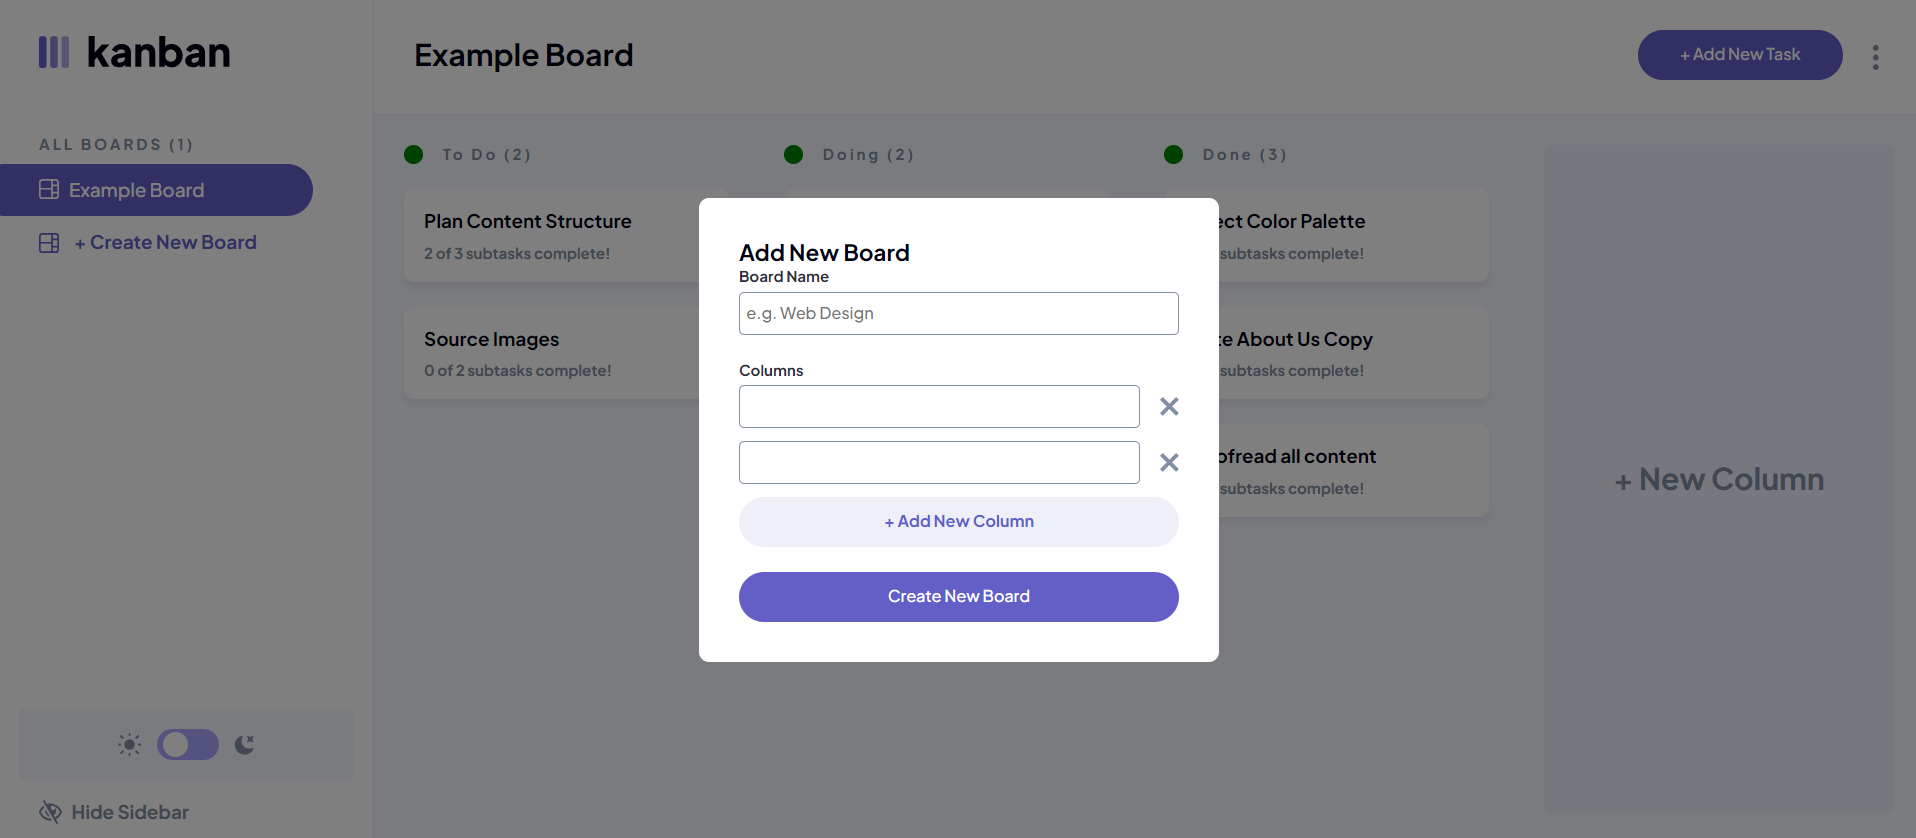 kanban
Example Board
+ Add New Task
ALL BOARDS (1)
Example Board
+ Create New Board
To Do (2)
Doing (2)
Done (3)
Plan Content Structure
2 of 3 subtasks complete!
Source Images
0 of 2 subtasks complete!
Color Palette
subtasks complete!
About Us Copy
subtasks complete!
all content
subtasks complete!
+ New Column
Add New Board
Board Name
e.g. Web Design
Columns
+ Add New Column
Create New Board
Hide Sidebar